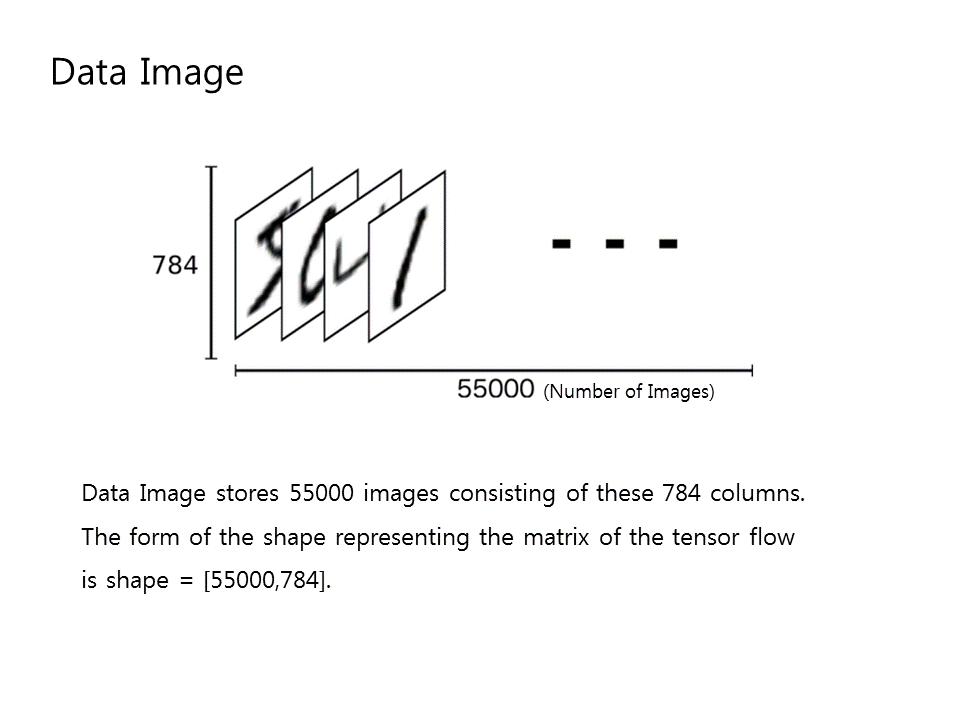 Data Image
784
55000 (Number of Images)
Data Image stores 55000 images consisting of these 784 columns.
The form of the shape representing the matrix of the tensor flow
is shape = [55000,784].